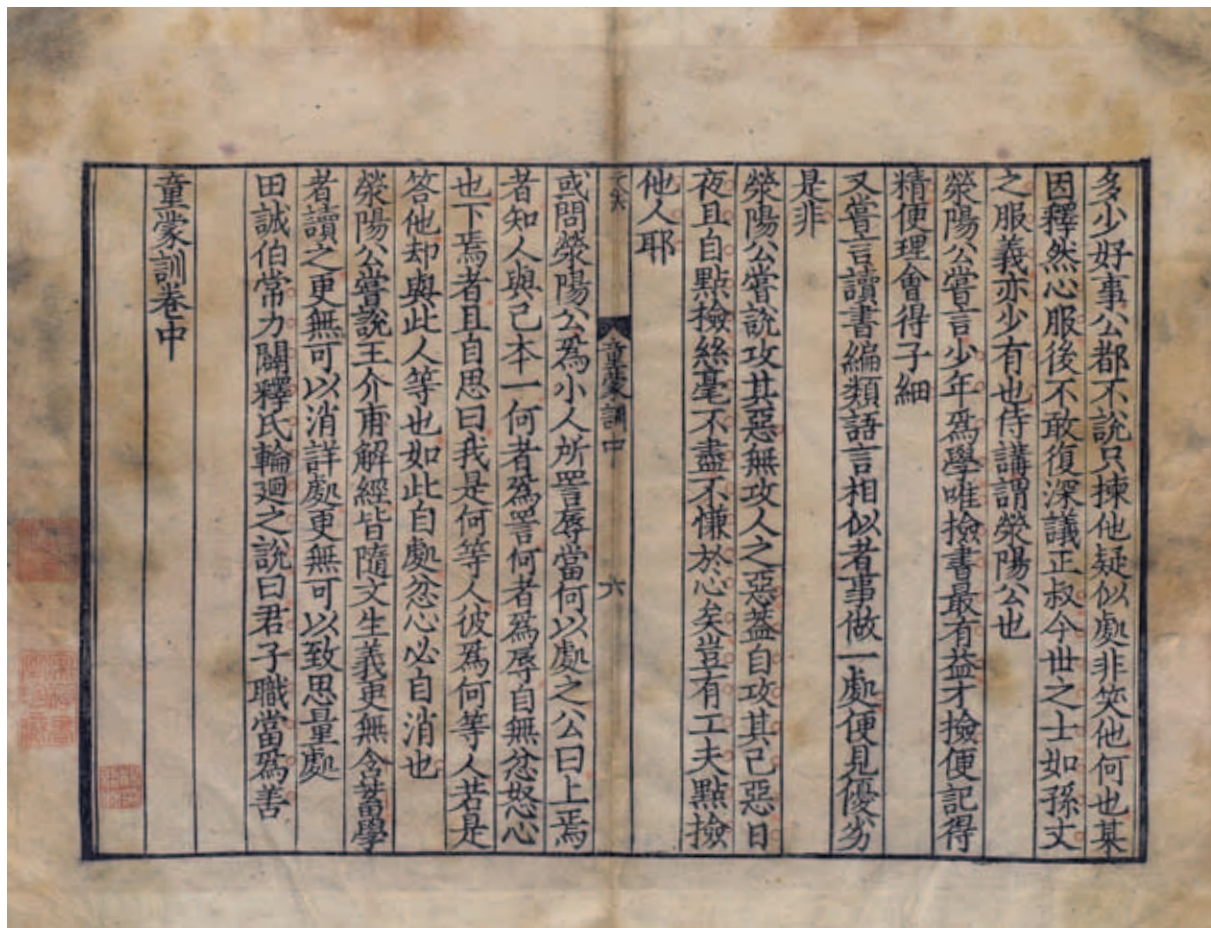 多少好事公都不說只揀他疑似處非笑他何也某
因釋然心服後不敢復深議正叔今世之士如孫丈
之服義亦少有也侍講謂滎陽公也
滎陽公嘗言少年爲學唯撿書最有益才撿便記得
精便理會得子細
又嘗言讀書編類語言相似者事做一處便見優劣
是非
滎陽公嘗說攻其惡無攻人之惡蓋自攻其己惡日
夜且自點撿絲毫不盡不慊於心矣豈有工夫點撿
他人耶
童蒙訓中
六
或問滎陽公爲小人所詈辱當何以處之公曰上焉
者知人與己本一何者爲詈何者爲辱自無忿怒心
也下焉者且自思曰我是何等人彼爲何等人若是
答他却與此人等也如此自處忿心必自消也
滎陽公嘗說王介甫解經皆隨文生義更無含蓄學
者讀之更無可以消詳處更無可以致思量處
田誠伯常力闢釋氏輪廻之說曰君子職當爲善
童蒙訓卷中